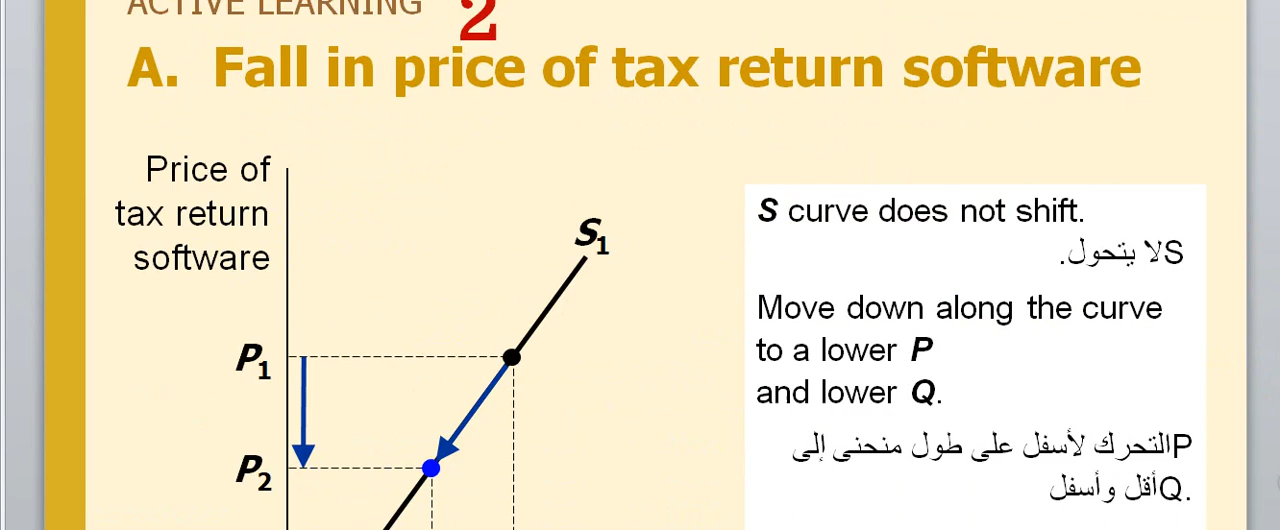 ACTIVE LEARNING 2
A. Fall in price of tax return software
Price of
tax return
software
S1
P1
P2
S curve does not shift.
Sلا يتحول.
Move down along the curve
to a lower P
and lower Q.
Pالتحرك لأسفل على طول منحنى إلى
Qأقل وأسفل.